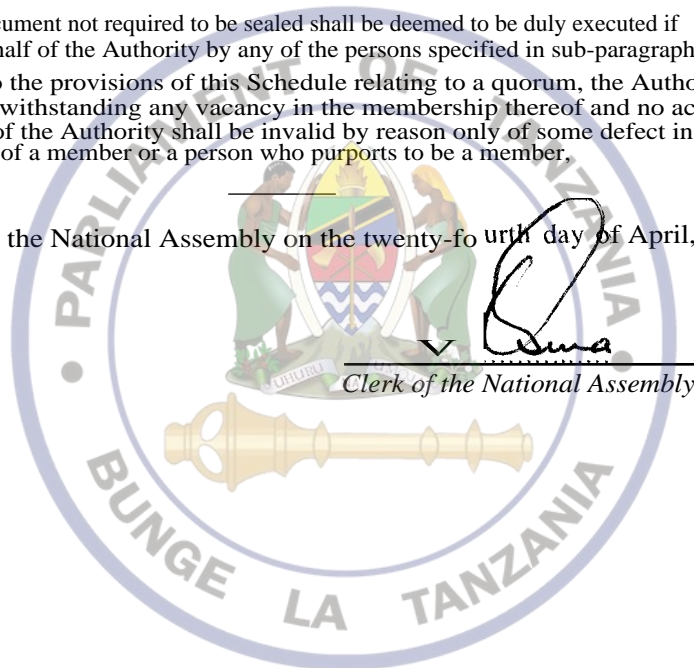 cument not required to be sealed shall be deemed to be duly executed if
half of the Authority by any of the persons specified in sub-paragraph
o the provisions of this Schedule relating to a quorum, the Autho
withstanding any vacancy in the membership thereof and no ac
of the Authority shall be invalid by reason only of some defect in
of a member or a person who purports to be a member,
the National Assembly on the twenty-fo urth day of April,
Clerk of the National Assembly
PARLIAMENT OF TANZANIA
UHURU
BUNGE LA TANZANIA